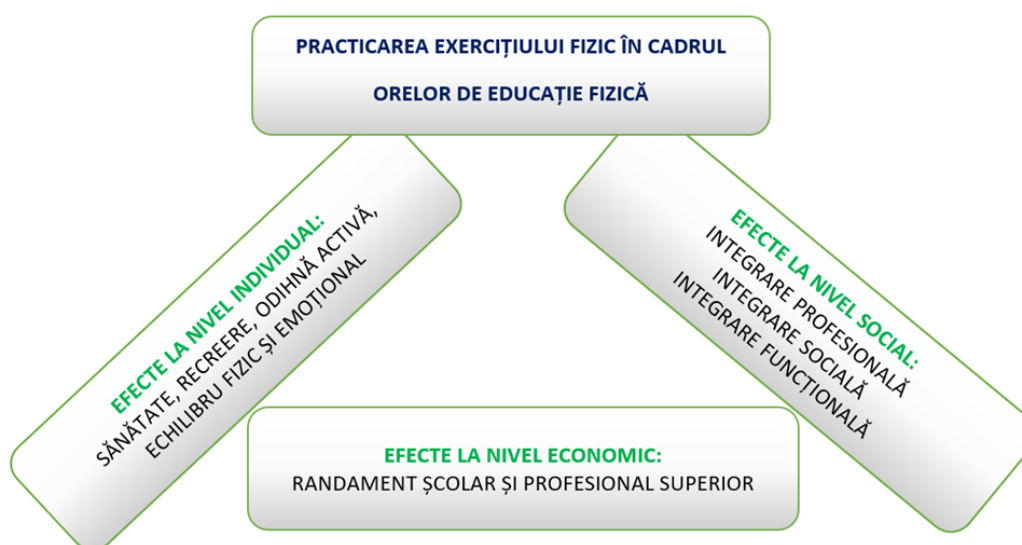 PRACTICAREA EXERCIȚIULUI FIZIC ÎN CADRUL
ORELOR DE EDUCAȚIE FIZICĂ
EFECTE LA NIVEL INDIVIDUAL:
SĂNĂTATE, RECREERE, ODIHNĂ ACTIVĂ,
ECHILIBRU FIZIC ȘI EMOȚIONAL
EFECTE LA NIVEL SOCIAL:
INTEGRARE PROFESIONALĂ
INTEGRARE SOCIALĂ
INTEGRARE FUNCȚIONALĂ
EFECTE LA NIVEL ECONOMIC:
RANDAMENT ȘCOLAR ȘI PROFESIONAL SUPERIOR